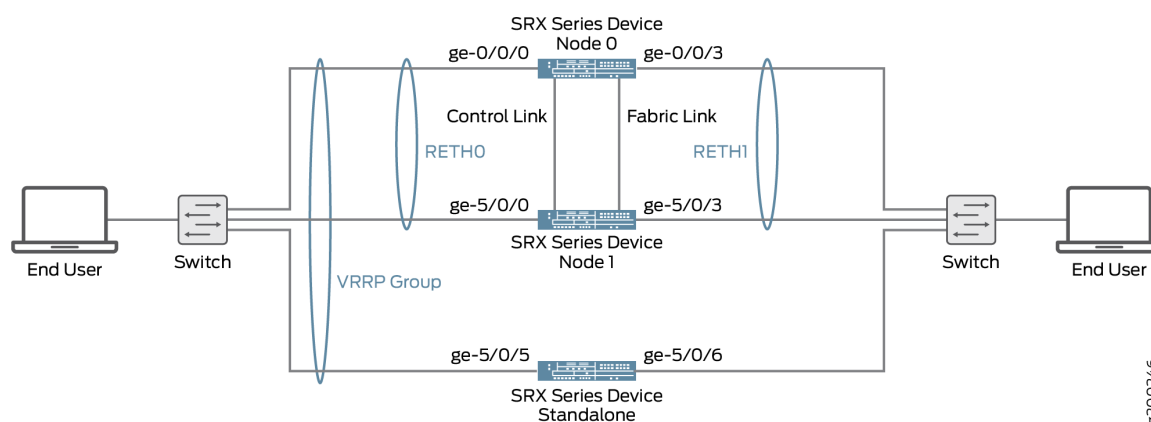 SRX Series Device
Node 0
ge-0/0/0
ge-0/0/3
Control Link
Fabric Link
RETH0
RETH1
ge-5/0/0
ge-5/0/3
SRX Series Device
Node 1
End User
Switch
Switch
End User
VRRP Group
ge-5/0/5
ge-5/0/6
SRX Series Device
Standalone